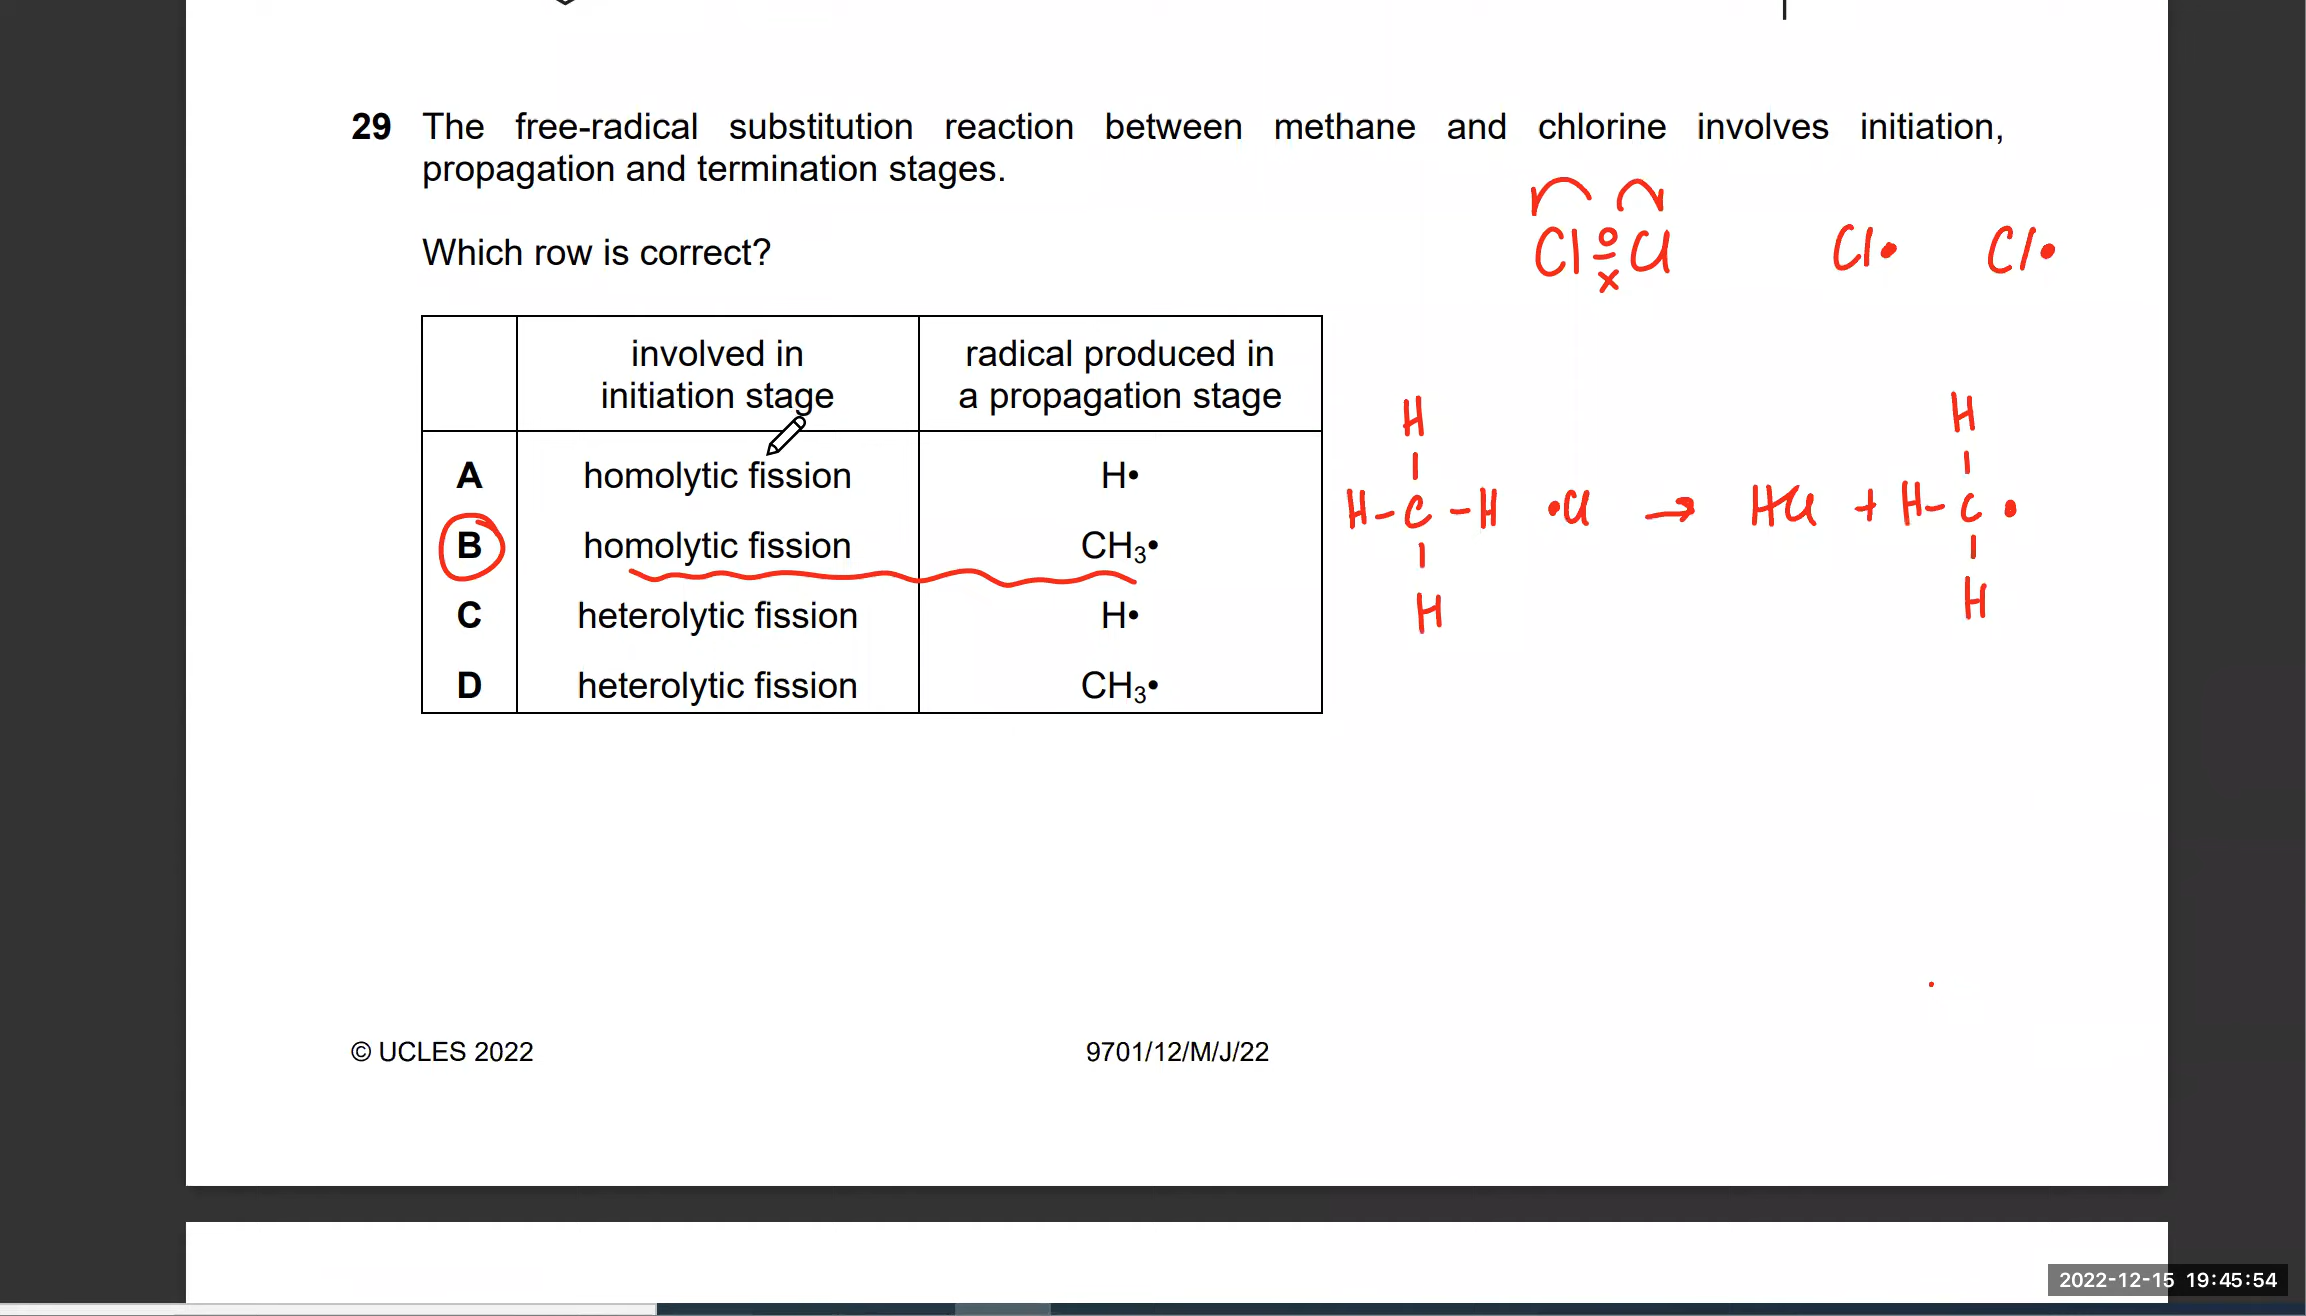 29 The free-radical substitution reaction between methane and chlorine involves initiation,
propagation and termination stages.
Cl Cl Cl• Cl•
Which row is correct?
involved in initiation stage radical produced in a propagation stage
A homolytic fission H•
B homolytic fission CH₃•
C heterolytic fission H•
D heterolytic fission CH₃•
H H
H-C-H •Cl → HCl + H-C•
H H
© UCLES 2022 9701/12/M/J/22
2022-12-15 19:45:54